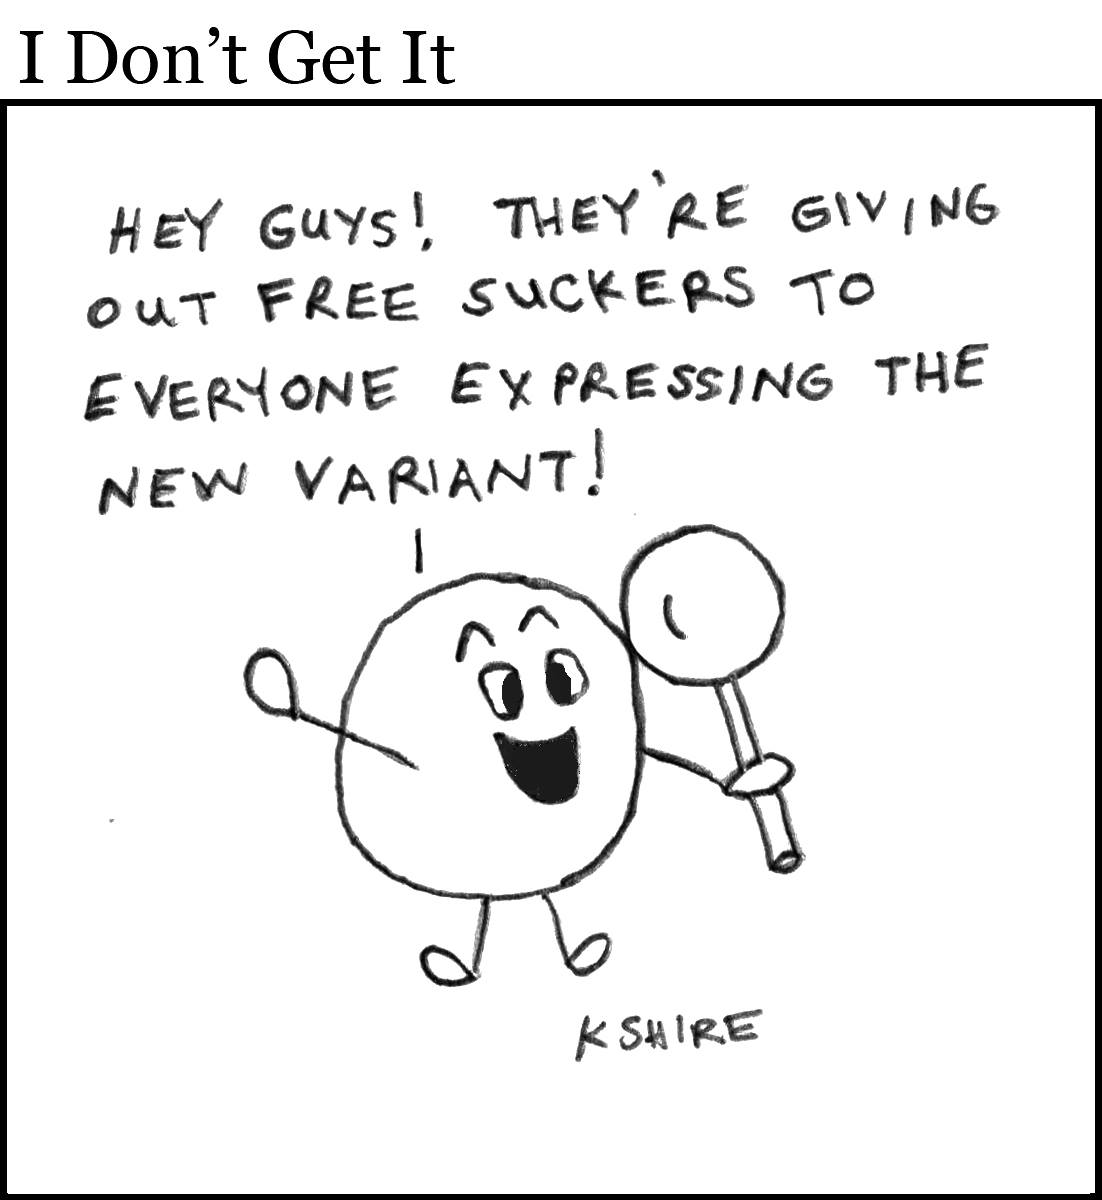 I Don’t Get It
HEY GUYS! THEY'RE GIVING
OUT FREE SUCKERS TO
EVERYONE EXPRESSING THE
NEW VARIANT!
KSHIRE